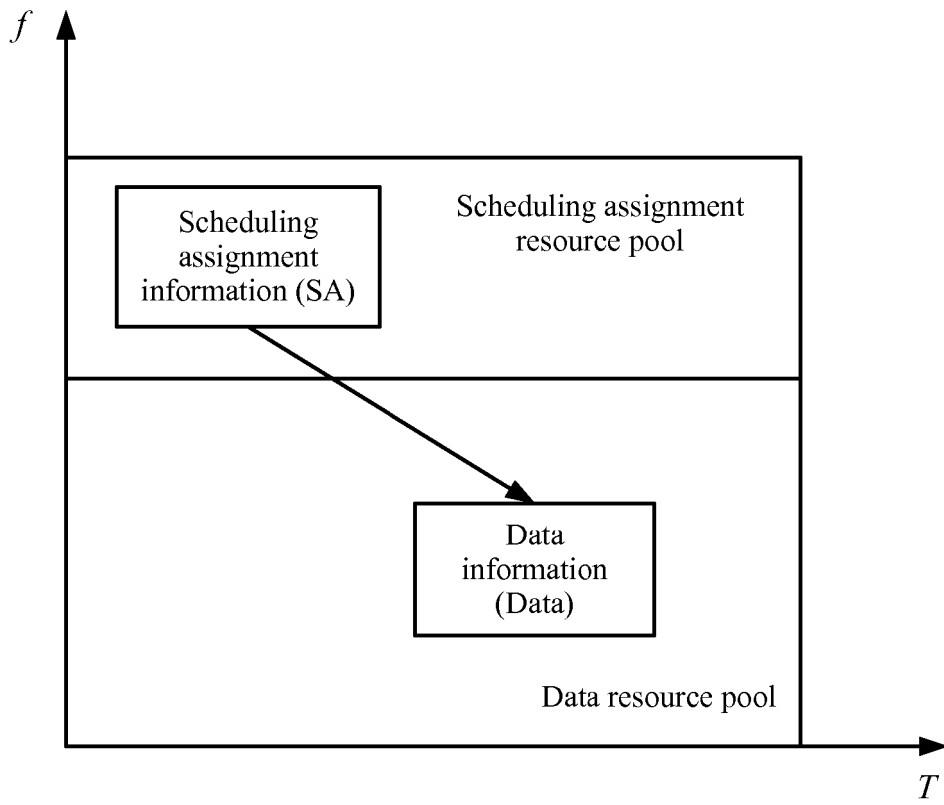 f
Scheduling
assignment
information (SA)
Scheduling assignment
resource pool
Data
information
(Data)
Data resource pool
T